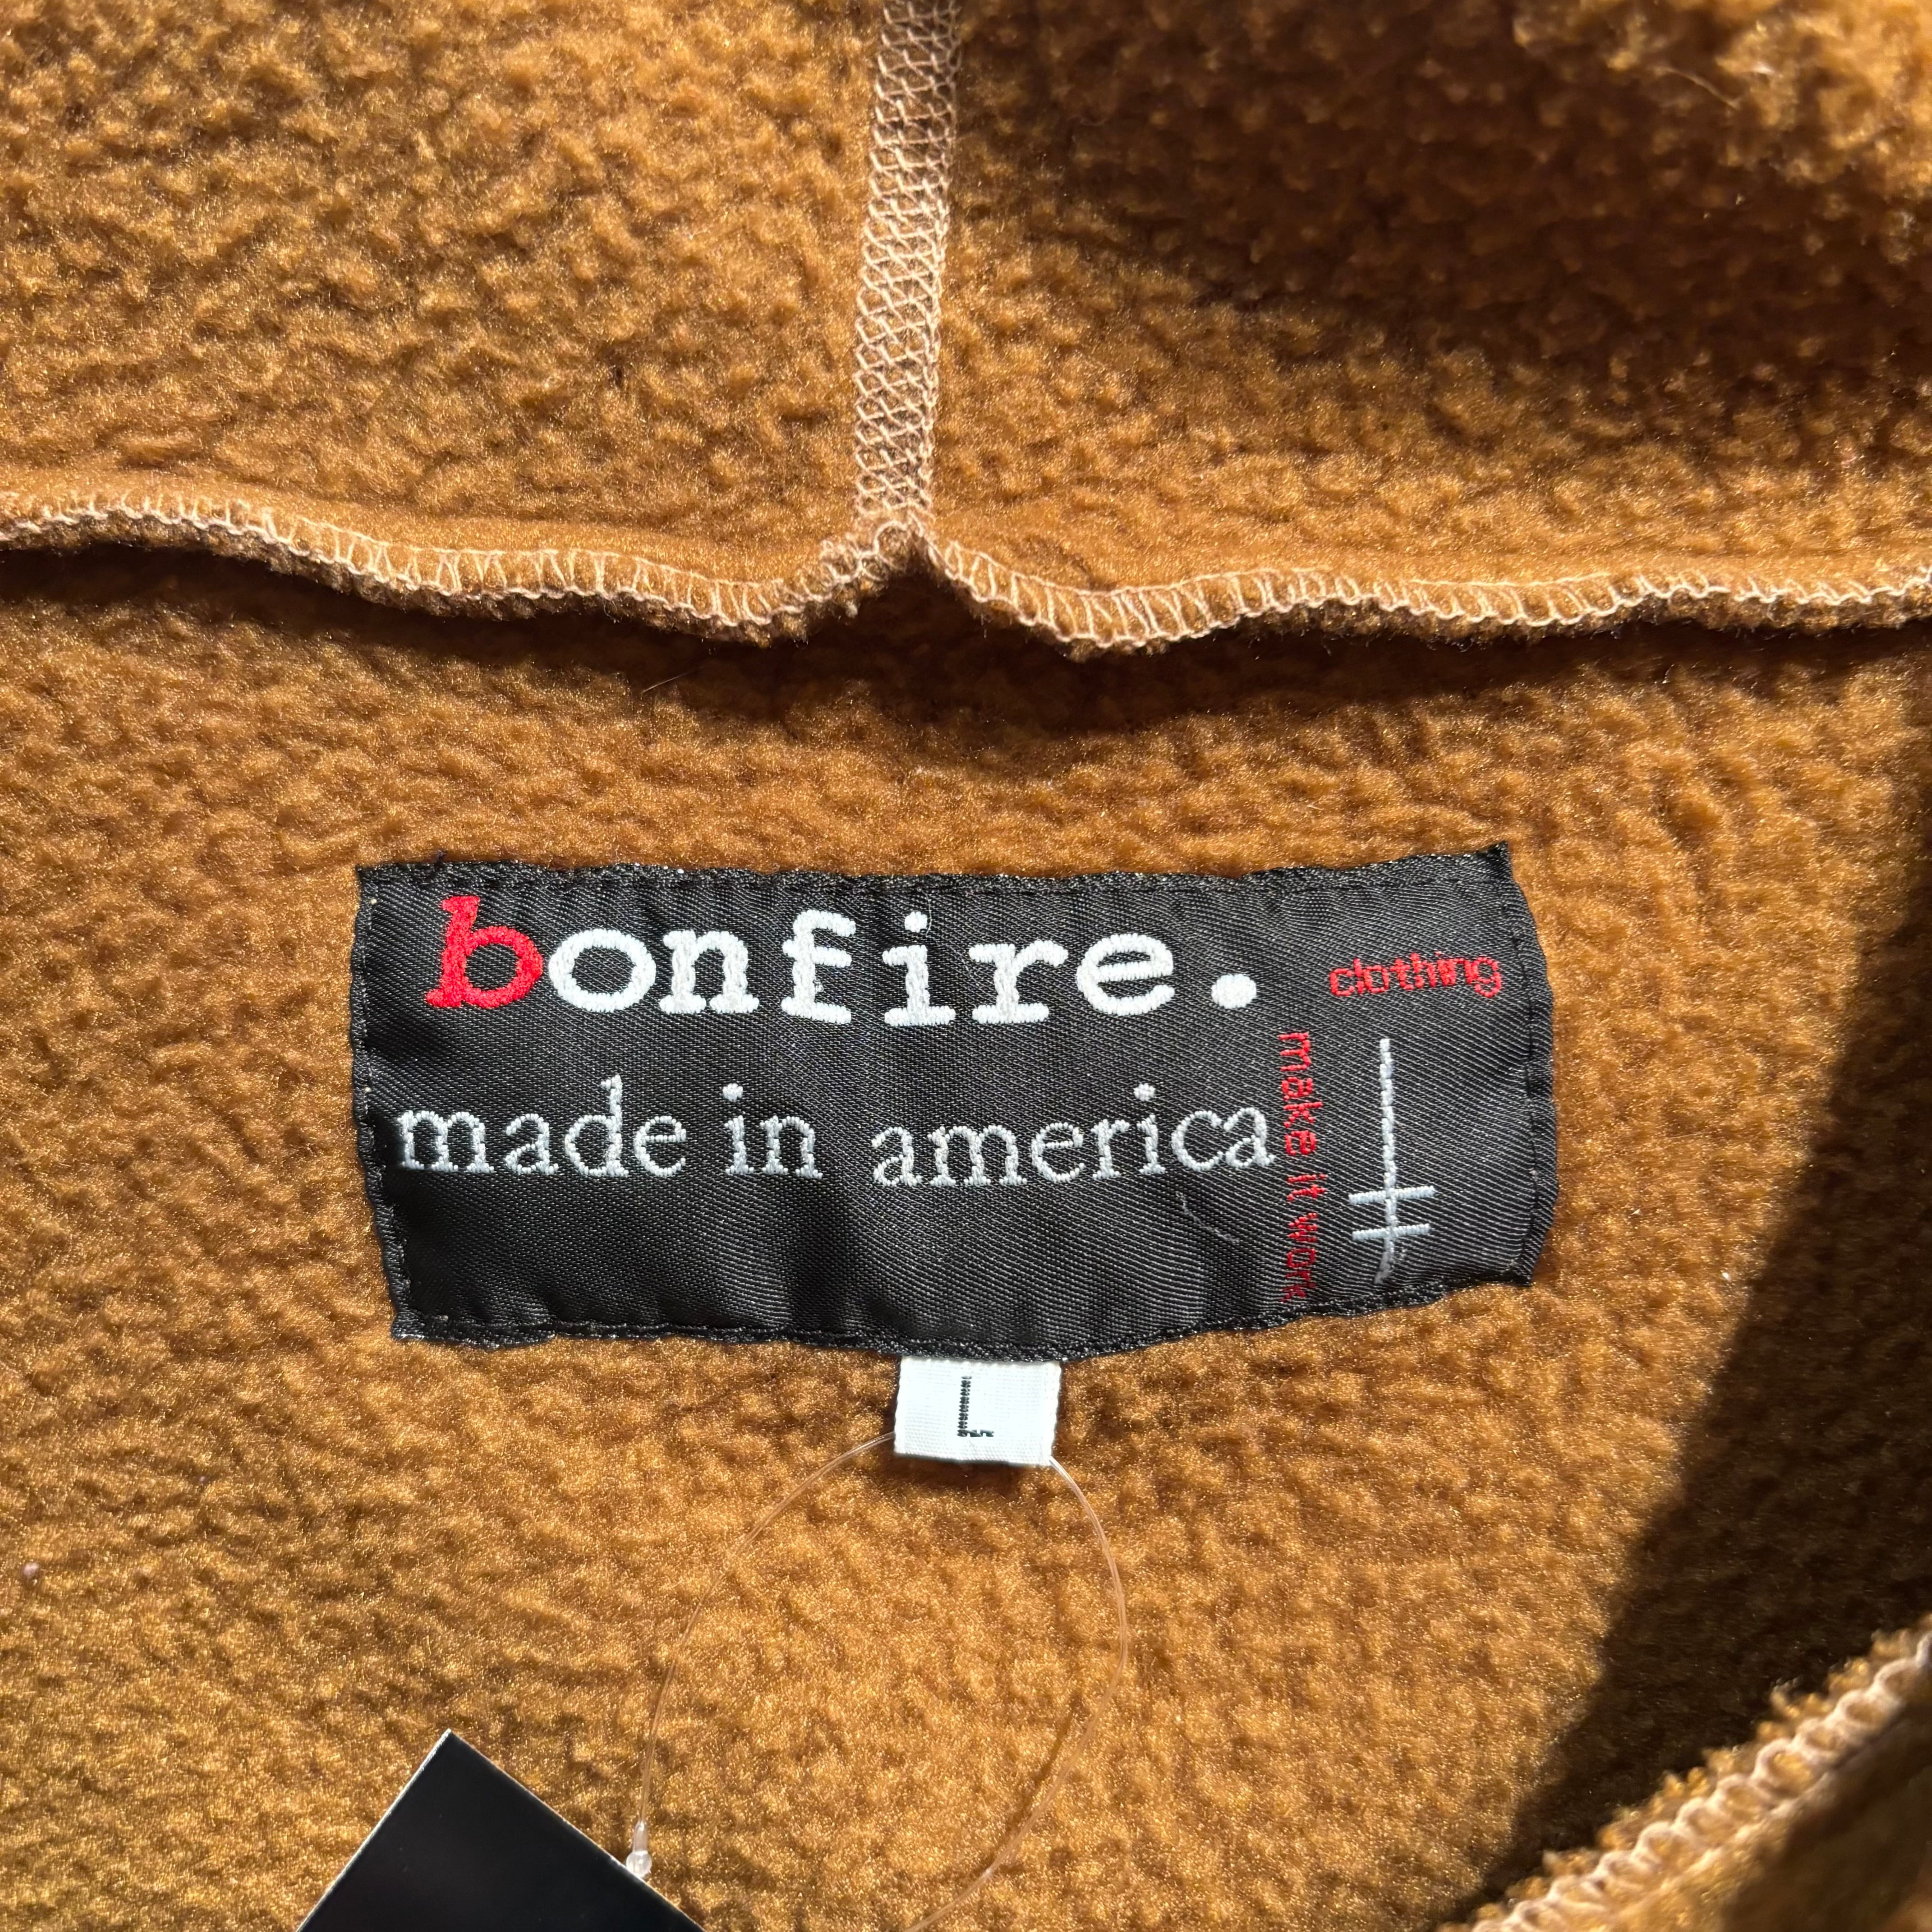 bonfire.
clothing
made in america
make it work.
L